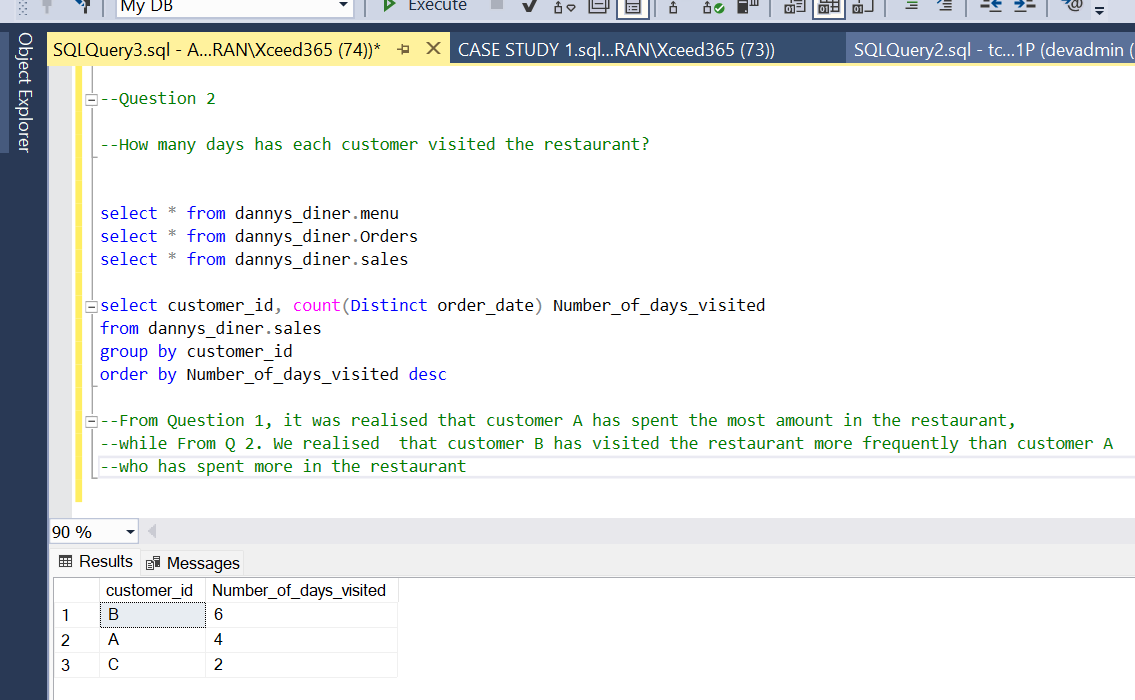 My DB
Execute
Object Explorer
SQLQuery3.sql - A...RAN\Xceed365 (74))*
CASE STUDY 1.sql...RAN\Xceed365 (73))
SQLQuery2.sql - tc...1P (devadmin (
--Question 2
--How many days has each customer visited the restaurant?
select * from dannys_diner.menu
select * from dannys_diner.Orders
select * from dannys_diner.sales
select customer_id, count(Distinct order_date) Number_of_days_visited
from dannys_diner.sales
group by customer_id
order by Number_of_days_visited desc
--From Question 1, it was realised that customer A has spent the most amount in the restaurant,
--while From Q 2. We realised  that customer B has visited the restaurant more frequently than customer A
--who has spent more in the restaurant
90 %
Results Messages
customer_id Number_of_days_visited
1 B 6
2 A 4
3 C 2